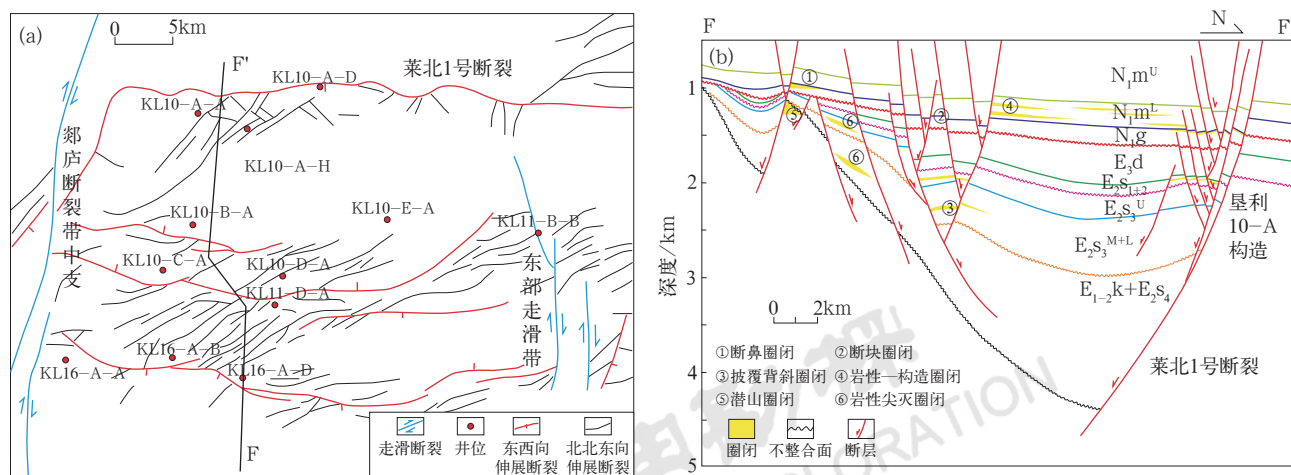 (a)
0 5km
F'
KL10-A-D
莱北1号断裂
KL10-A-A
KL10-A-H
郯庐断裂带中支
KL10-B-A
KL10-E-A
KL11-B-B
KL10-C-A
KL10-D-A
KL11-D-A
东部走滑带
KL16-A-B
KL16-A-A
KL16-A-D
F
走滑断裂
井位
东西向
伸展断裂
北北东向
伸展断裂
F
(b)
N
F
①
N₁mᵁ
1
④
N₁mᴸ
⑤
⑥
②
N₁g
⑥
E₃d
2
E₂s₁₊₂
③
E₂s₃ᵁ
垦利
10-A
构造
E₂s₃ᴹ⁺ᴸ
深度/km
3
E₁₋₂k+E₂s₄
0 2km
①断鼻圈闭 ②断块圈闭
③披覆背斜圈闭 ④岩性—构造圈闭
⑤潜山圈闭 ⑥岩性尖灭圈闭
莱北1号断裂
4
圈闭 不整合面 断层
5